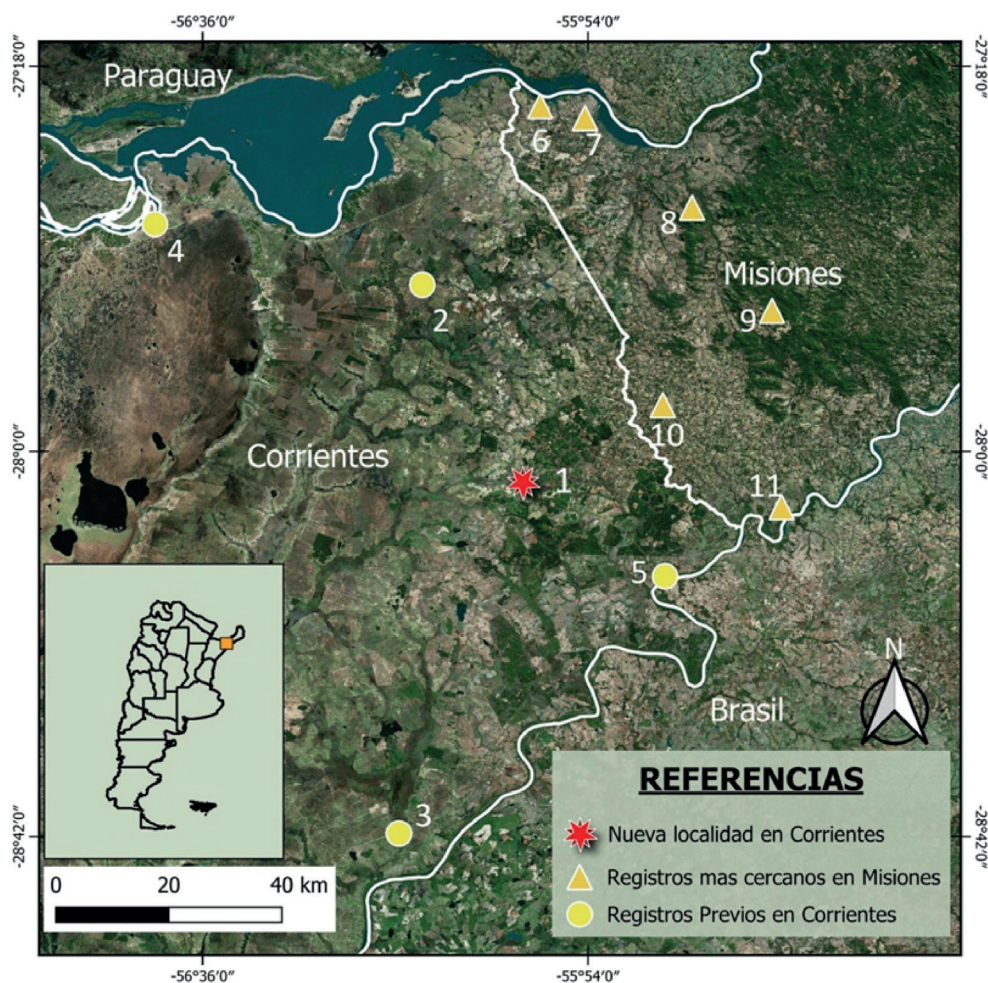 -56°36'0"
-55°54'0"
-27°18'0"
-27°18'0"
Paraguay
6
7
8
4
Misiones
2
9
10
-28°0'0"
-28°0'0"
Corrientes
1
11
5
N
Brasil
REFERENCIAS
3
Nueva localidad en Corrientes
-28°42'0"
-28°42'0"
0 20 40 km
Registros mas cercanos en Misiones
Registros Previos en Corrientes
-56°36'0"
-55°54'0"